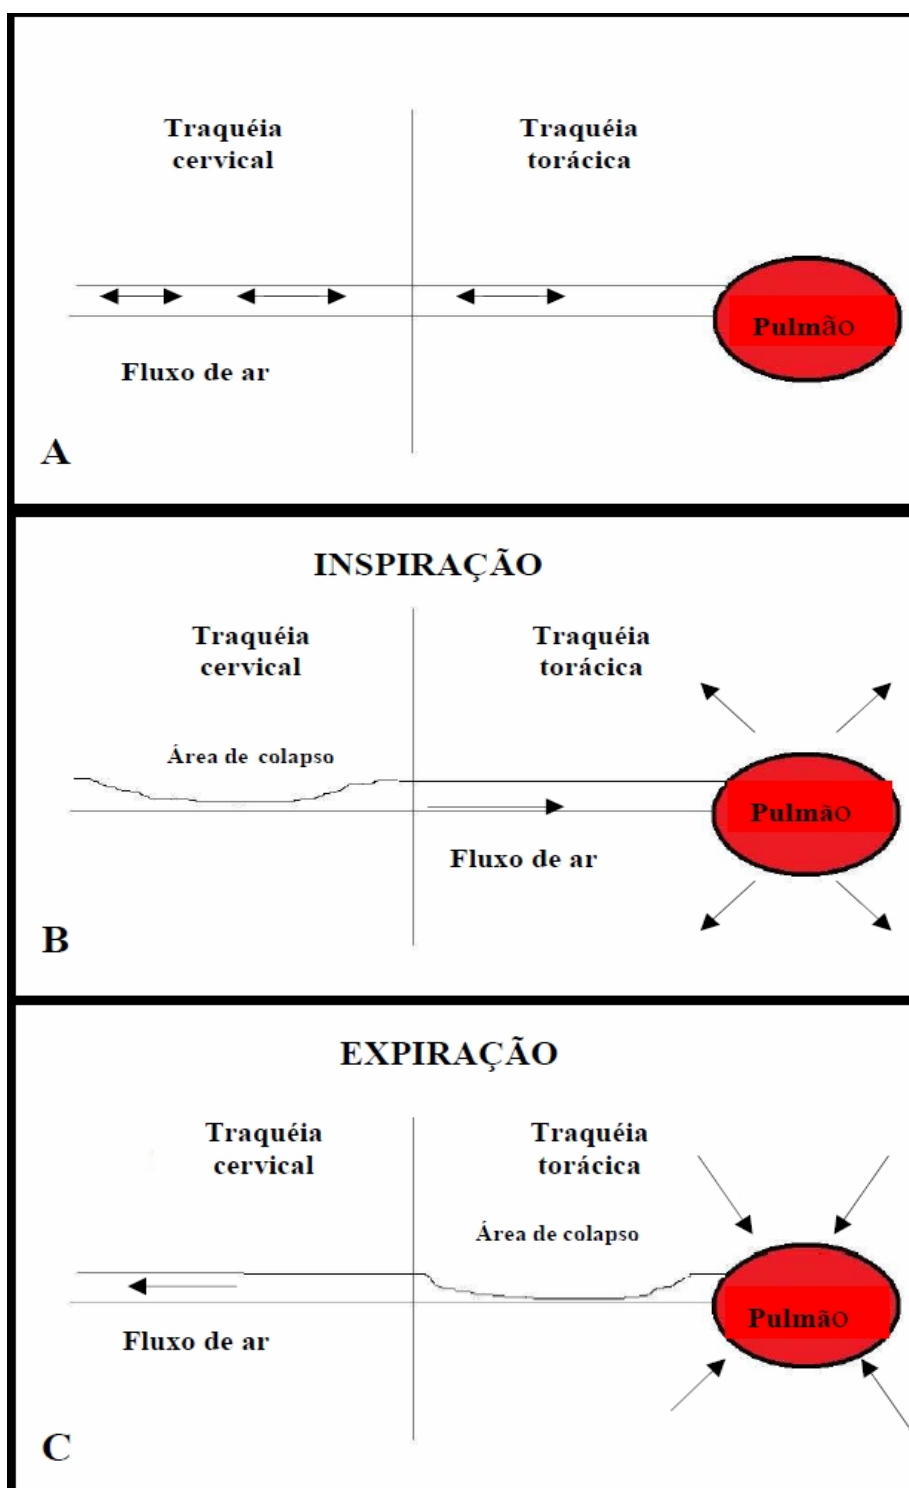 Traquéia
cervical
Traquéia
torácica
Pulmão
Fluxo de ar
A
INSPIRAÇÃO
Traquéia
cervical
Traquéia
torácica
Área de colapso
Pulmão
Fluxo de ar
B
EXPIRAÇÃO
Traquéia
cervical
Traquéia
torácica
Área de colapso
Pulmão
Fluxo de ar
C